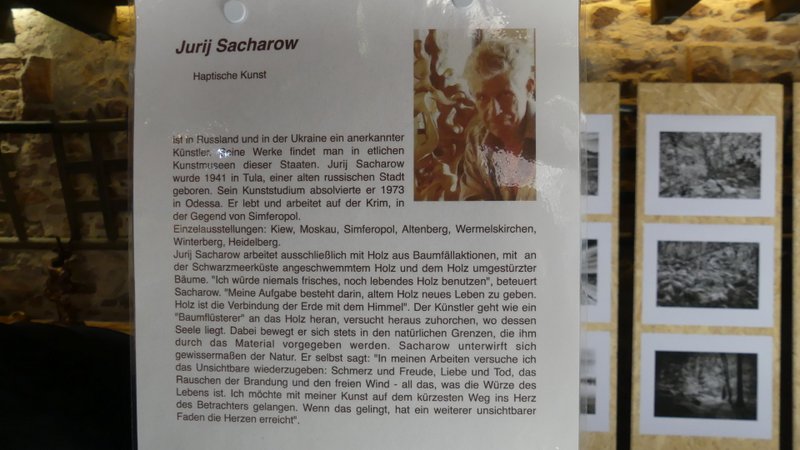 Jurij Sacharow
Haptische Kunst
ist in Russland und in der Ukraine ein anerkannter
Künstler. Seine Werke findet man in etlichen
Kunstmuseen dieser Staaten. Jurij Sacharow
wurde 1941 in Tula, einer alten russischen Stadt
geboren. Sein Kunststudium absolvierte er 1973
in Odessa. Er lebt und arbeitet auf der Krim, in
der Gegend von Simferopol.
Einzelausstellungen: Kiew, Moskau, Simferopol, Altenberg, Wermelskirchen,
Winterberg, Heidelberg.
Jurij Sacharow arbeitet ausschließlich mit Holz aus Baumfällaktionen, mit an
der Schwarzmeerküste angeschwemmtem Holz und dem Holz umgestürzter
Bäume. "Ich würde niemals frisches, noch lebendes Holz benutzen", beteuert
Sacharow. "Meine Aufgabe besteht darin, altem Holz neues Leben zu geben.
Holz ist die Verbindung der Erde mit dem Himmel". Der Künstler geht wie ein
"Baumflüsterer" an das Holz heran, versucht heraus zuhorchen, wo dessen
Seele liegt. Dabei bewegt er sich stets in den natürlichen Grenzen, die ihm
durch das Material vorgegeben werden. Sacharow unterwirft sich
gewissermaßen der Natur. Er selbst sagt: "In meinen Arbeiten versuche ich
das Unsichtbare wiederzugeben: Schmerz und Freude, Liebe und Tod, das
Rauschen der Brandung und den freien Wind - all das, was die Würze des
Lebens ist. Ich möchte mit meiner Kunst auf dem kürzesten Weg ins Herz
des Betrachters gelangen. Wenn das gelingt, hat ein weiterer unsichtbarer
Faden die Herzen erreicht".